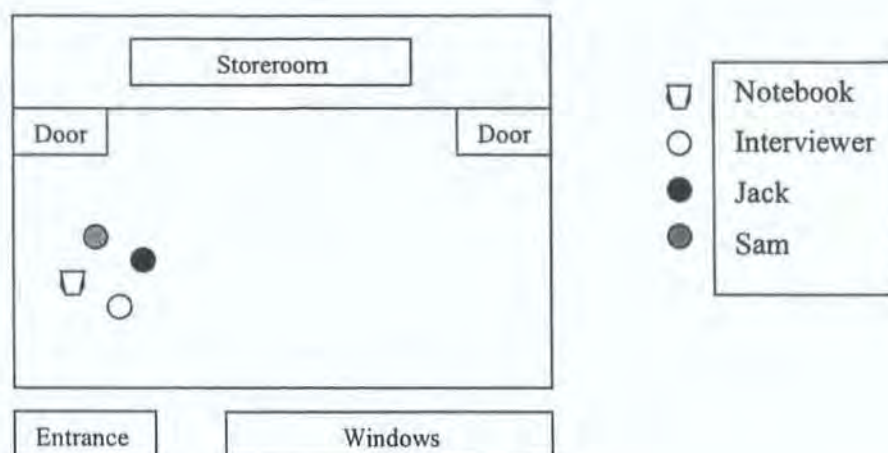 Storeroom
Door Door
Notebook
Interviewer
Jack
Sam
Entrance Windows